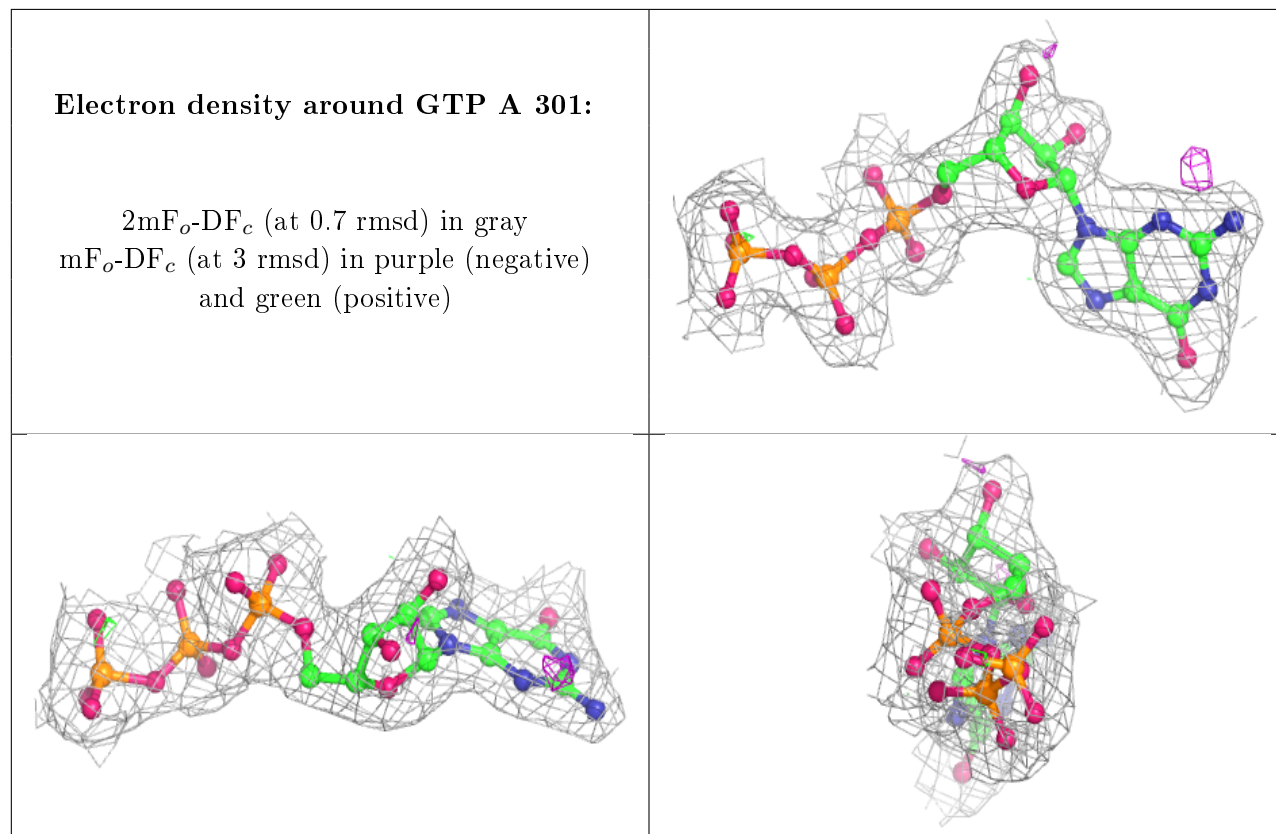 Electron density around GTP A 301:
2mFₒ-DF𝒸 (at 0.7 rmsd) in gray
mFₒ-DF𝒸 (at 3 rmsd) in purple (negative)
and green (positive)